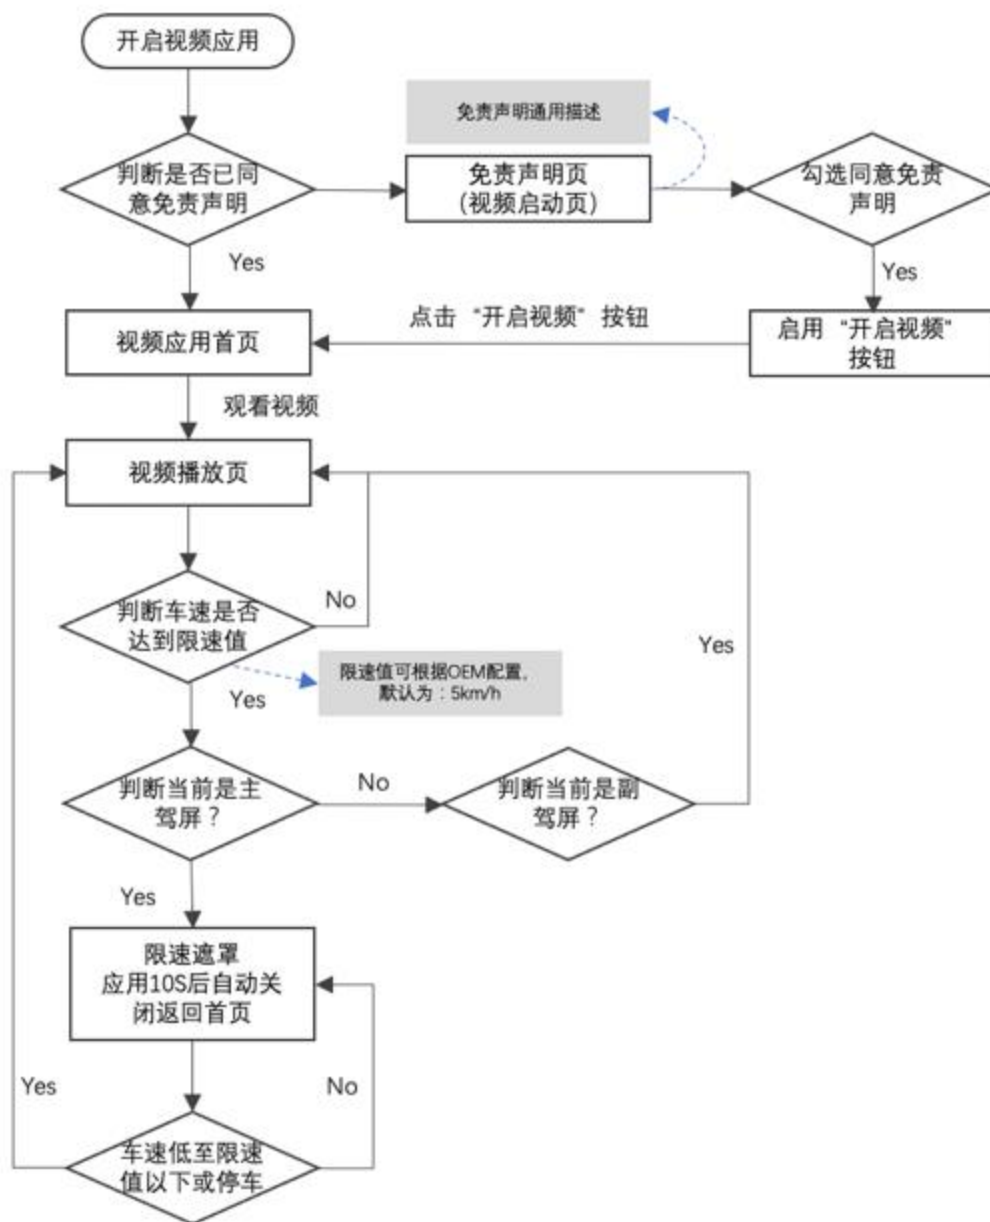 开启视频应用
免责声明通用描述
判断是否已同
意免责声明
免责声明页
(视频启动页)
勾选同意免责
声明
Yes
Yes
视频应用首页
点击 "开启视频" 按钮
启用 "开启视频"
按钮
观看视频
视频播放页
判断车速是否
达到限速值
No
Yes
限速值可根据OEM配置,
默认为:5km/h
Yes
判断当前是主
驾屏?
No
判断当前是副
驾屏?
Yes
限速遮罩
应用10S后自动关
闭返回首页
Yes
No
车速低至限速
值以下或停车